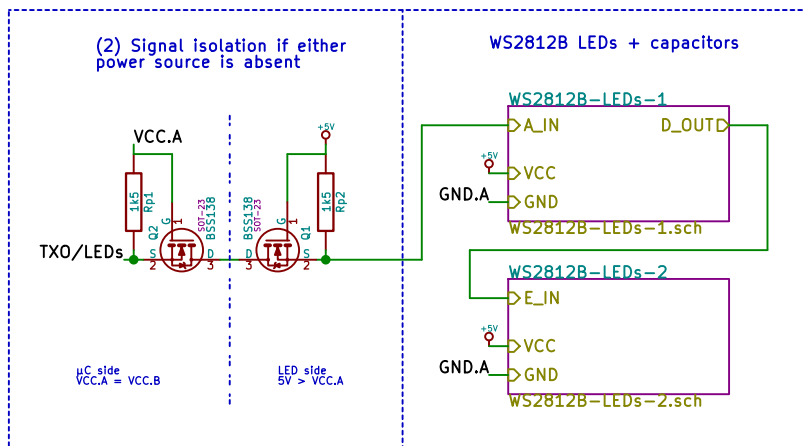 (2) Signal isolation if either
power source is absent
WS2812B LEDs + capacitors
VCC.A
+5V
1k5
Rp1
Q2
G
1
SOT-23
BSS138
BSS138
SOT-23
G
1
Q1
1k5
Rp2
TXO/LEDs
S
2
D
3
D
3
S
2
µC side
VCC.A = VCC.B
LED side
5V > VCC.A
WS2812B-LEDs-1
A_IN
D_OUT
+5V
VCC
GND.A
GND
WS2812B-LEDs-1.sch
WS2812B-LEDs-2
E_IN
+5V
VCC
GND.A
GND
WS2812B-LEDs-2.sch